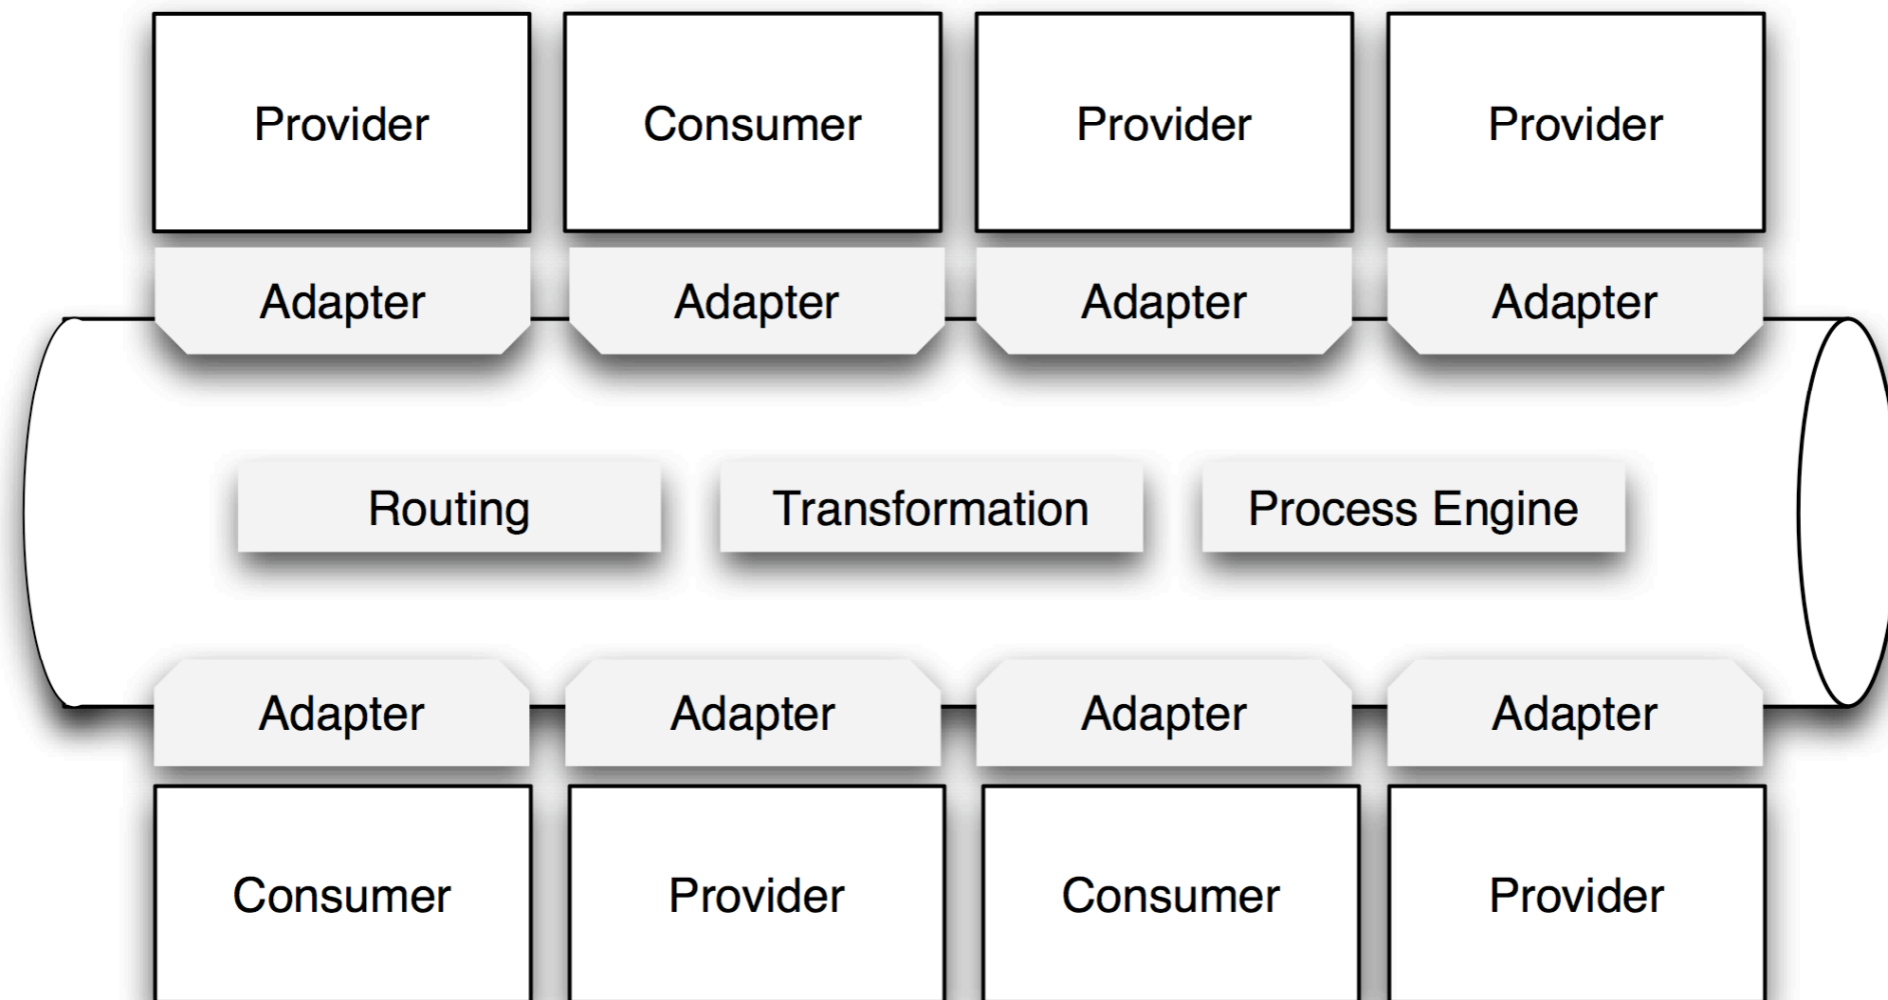 Provider
Consumer
Provider
Provider
Adapter
Adapter
Adapter
Adapter
Routing
Transformation
Process Engine
Adapter
Adapter
Adapter
Adapter
Consumer
Provider
Consumer
Provider